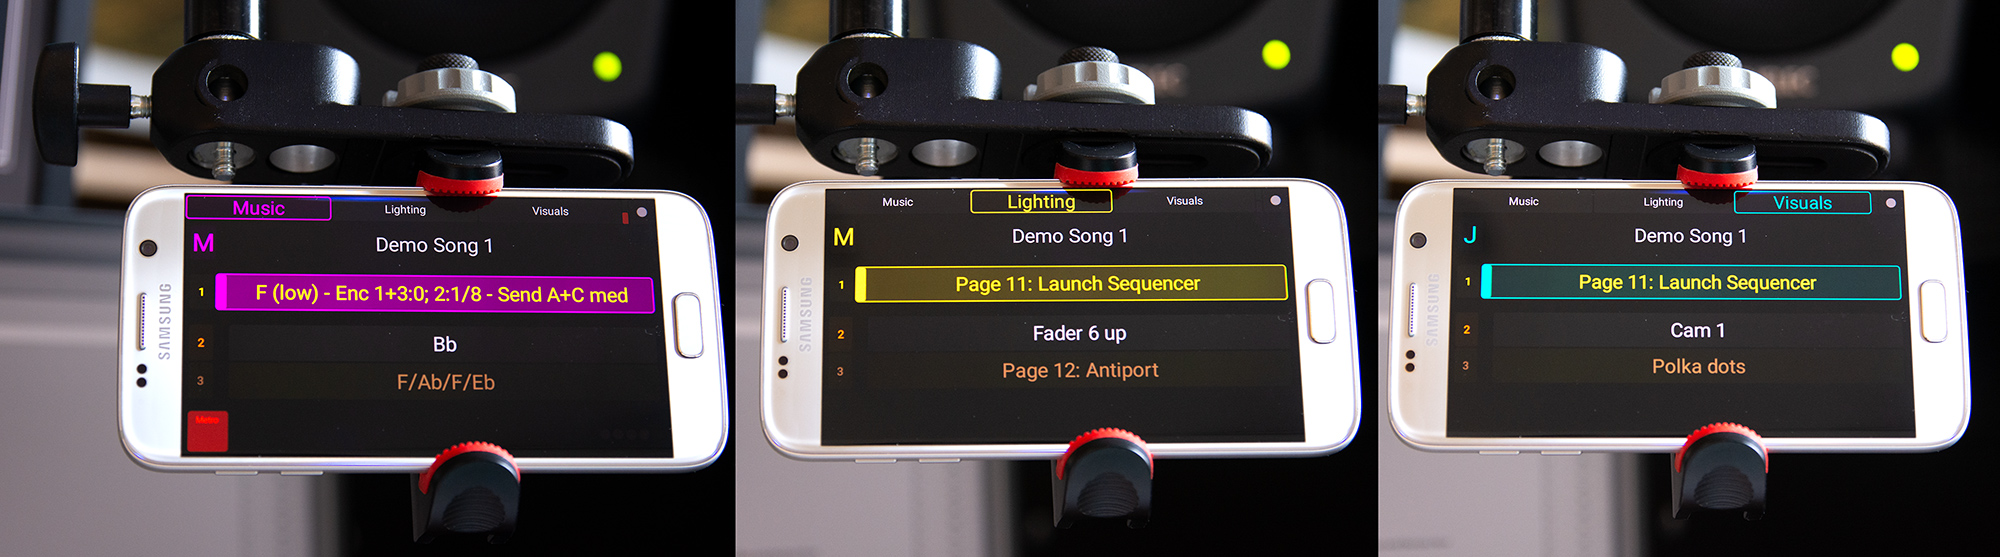 Music Lighting Visuals
M Demo Song 1
1 F (low) - Enc 1+3:0; 2:1/8 - Send A+C med
2 Bb
3 F/Ab/F/Eb
Metro
SAMSUNG
Music Lighting Visuals
M Demo Song 1
1 Page 11: Launch Sequencer
2 Fader 6 up
3 Page 12: Antiport
SAMSUNG
Music Lighting Visuals
J Demo Song 1
1 Page 11: Launch Sequencer
2 Cam 1
3 Polka dots
SAMSUNG